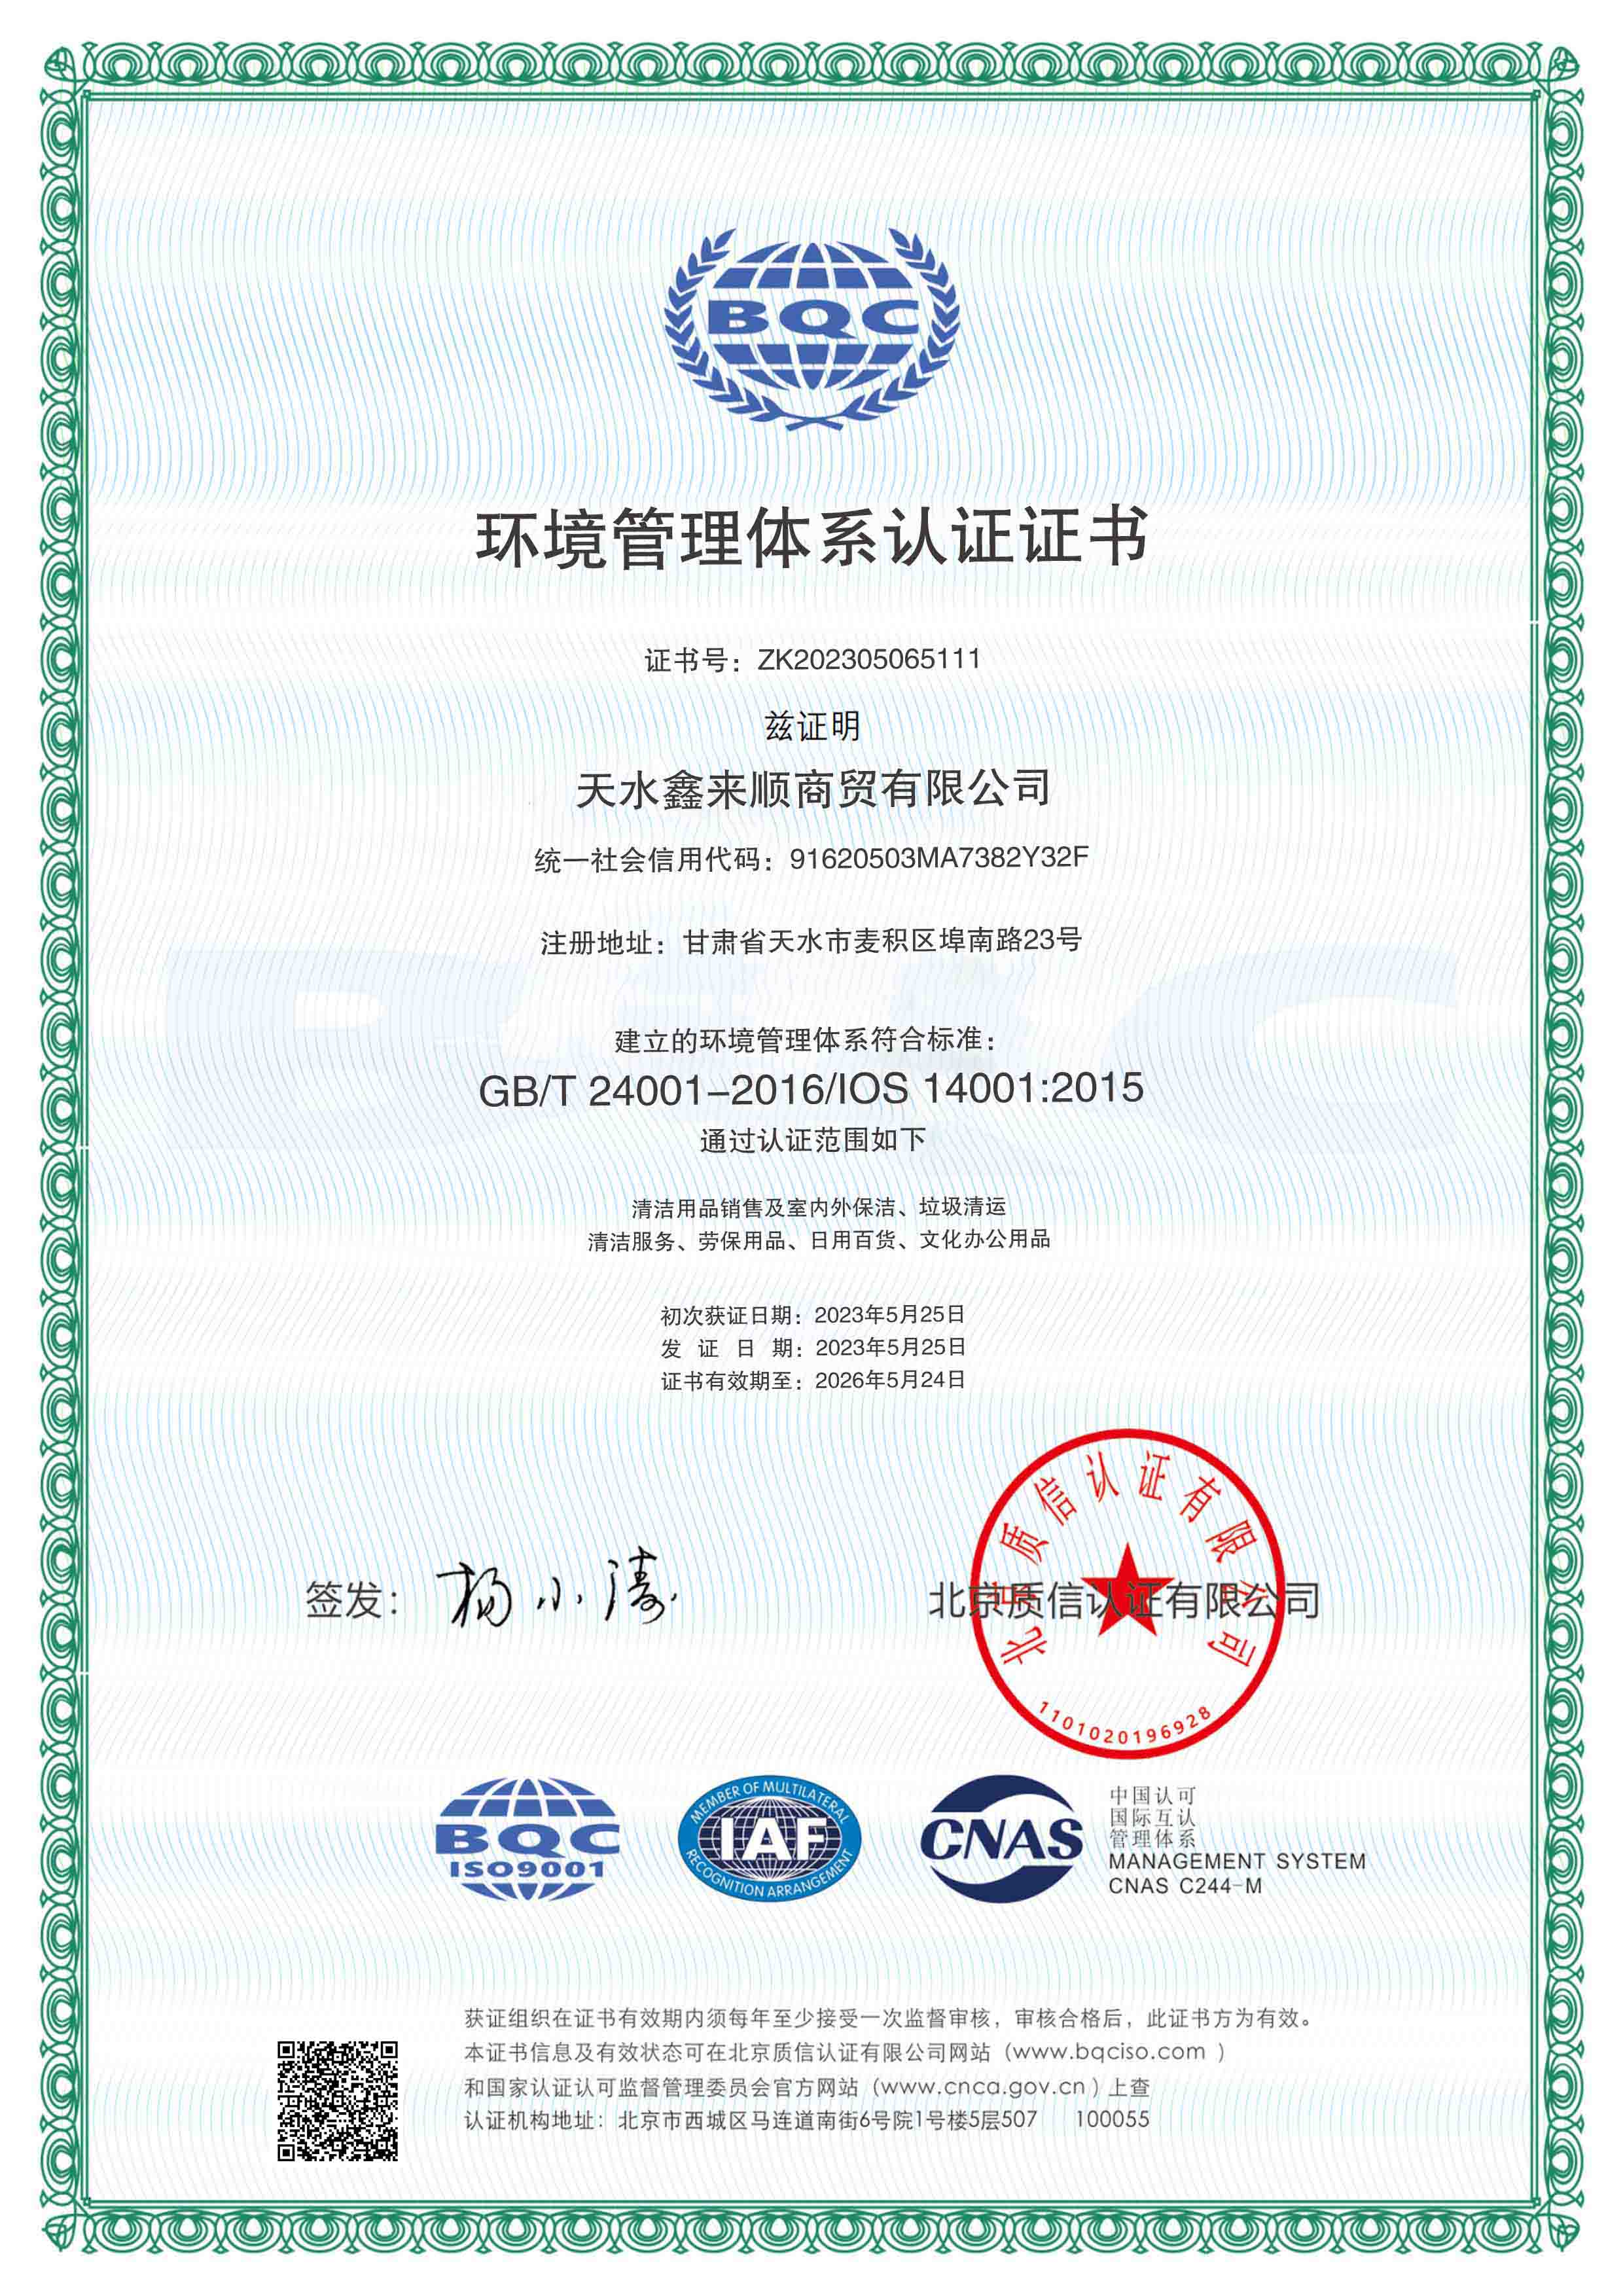 BQC
环境管理体系认证证书
证书号：ZK202305065111
兹证明
天水鑫来顺商贸有限公司
统一社会信用代码：91620503MA7382Y32F
注册地址：甘肃省天水市麦积区埠南路23号
建立的环境管理体系符合标准：
GB/T 24001-2016/IOS 14001:2015
通过认证范围如下
清洁用品销售及室内外保洁、垃圾清运
清洁服务、劳保用品、日用百货、文化办公用品
初次获证日期：2023年5月25日
发 证 日 期：2023年5月25日
证书有效期至：2026年5月24日
签发：杨小涛
北京质信认证有限公司
北京质信认证有限公司
1101020196928
BQC
ISO9001
MEMBER OF MULTILATERAL
IAF
RECOGNITION ARRANGEMENT
CNAS
中国认可
国际互认
管理体系
MANAGEMENT SYSTEM
CNAS C244-M
获证组织在证书有效期内须每年至少接受一次监督审核，审核合格后，此证书方为有效。
本证书信息及有效状态可在北京质信认证有限公司网站（www.bqciso.com ）
和国家认证认可监督管理委员会官方网站（www.cnca.gov.cn）上查
认证机构地址：北京市西城区马连道南街6号院1号楼5层507 100055